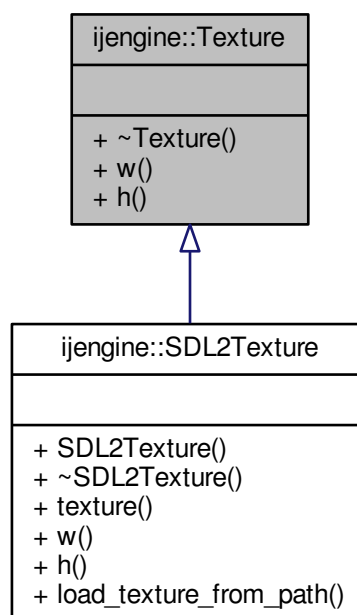 ijengine::Texture
+ ~Texture()
+ w()
+ h()
ijengine::SDL2Texture
+ SDL2Texture()
+ ~SDL2Texture()
+ texture()
+ w()
+ h()
+ load_texture_from_path()